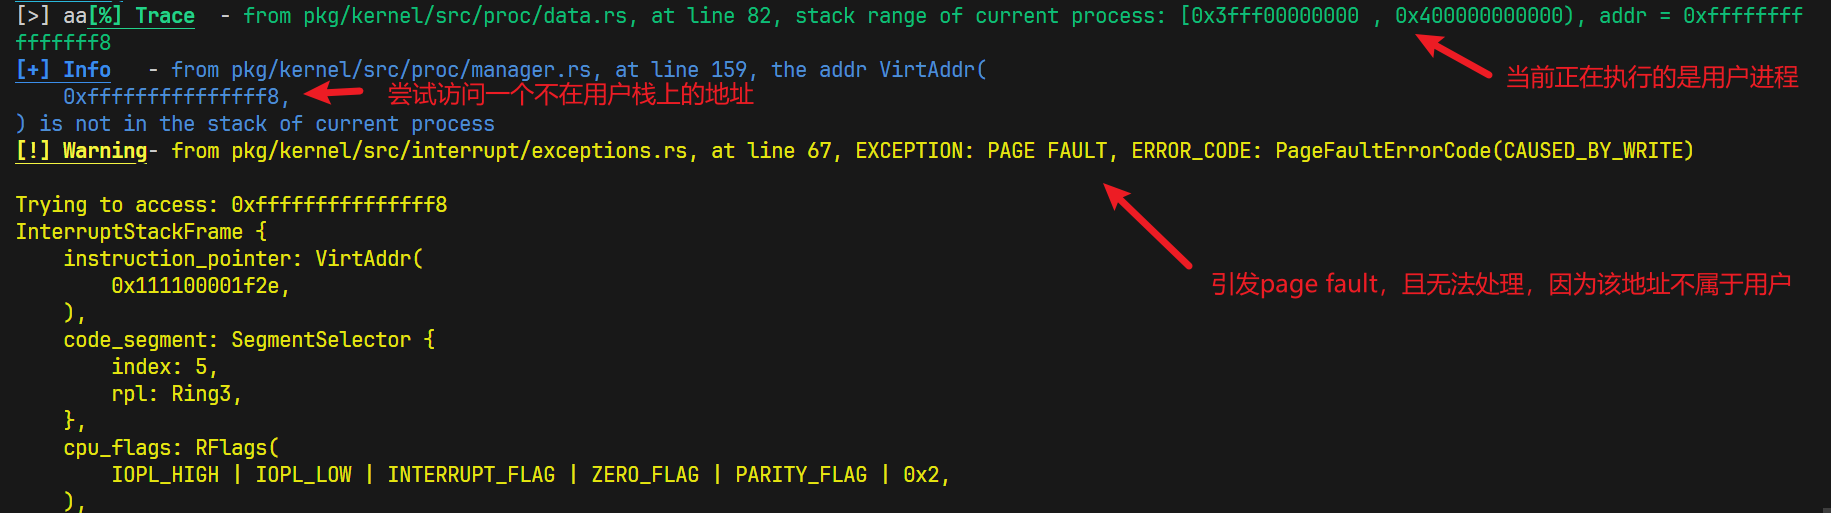 [>] aa[%] Trace  - from pkg/kernel/src/proc/data.rs, at line 82, stack range of current process: [0x3fff00000000 , 0x400000000000), addr = 0xffffffff
fffffff8
当前正在执行的是用户进程
[+] Info   - from pkg/kernel/src/proc/manager.rs, at line 159, the addr VirtAddr(
    0xfffffffffffffff8,
尝试访问一个不在用户栈上的地址
) is not in the stack of current process
[!] Warning- from pkg/kernel/src/interrupt/exceptions.rs, at line 67, EXCEPTION: PAGE FAULT, ERROR_CODE: PageFaultErrorCode(CAUSED_BY_WRITE)
Trying to access: 0xfffffffffffffff8
InterruptStackFrame {
    instruction_pointer: VirtAddr(
        0x111100001f2e,
引发page fault，且无法处理，因为该地址不属于用户
    ),
    code_segment: SegmentSelector {
        index: 5,
        rpl: Ring3,
    },
    cpu_flags: RFlags(
        IOPL_HIGH | IOPL_LOW | INTERRUPT_FLAG | ZERO_FLAG | PARITY_FLAG | 0x2,
    ),